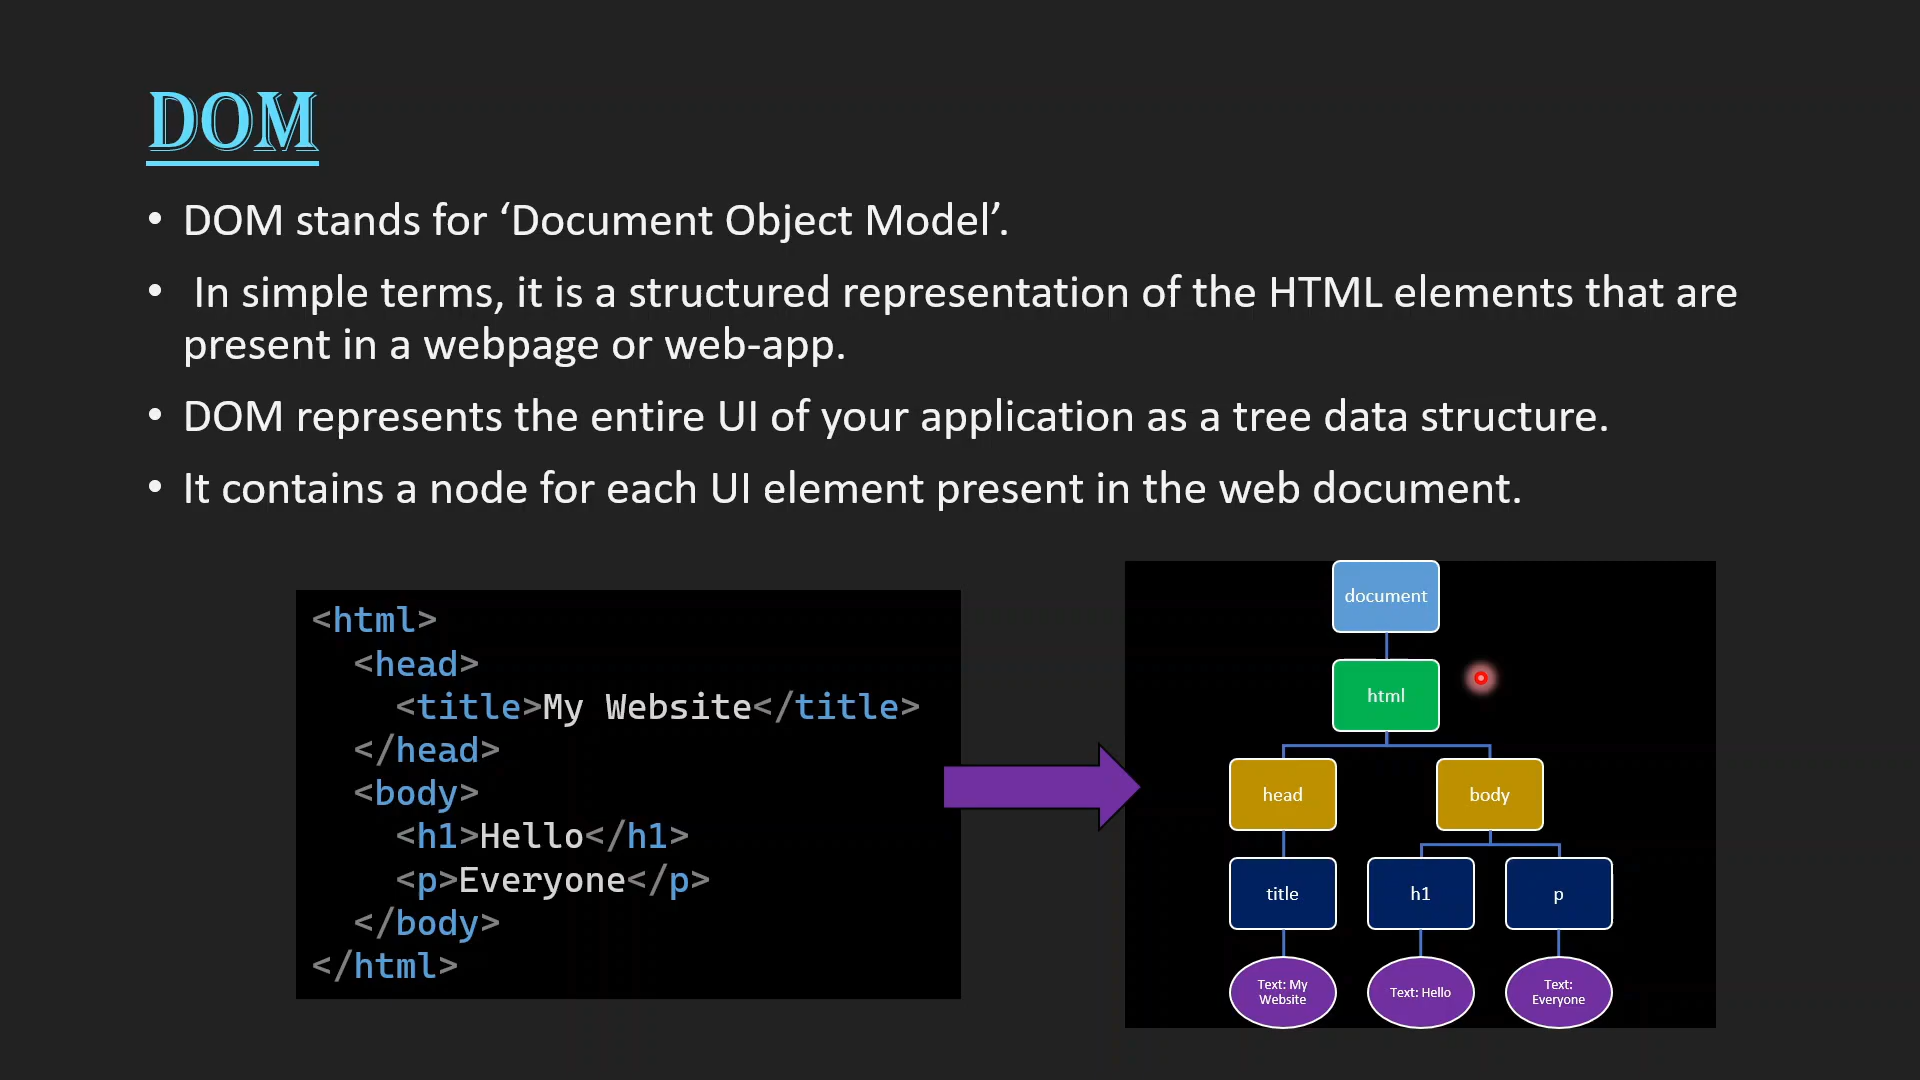 DOM
• DOM stands for ‘Document Object Model’.
• In simple terms, it is a structured representation of the HTML elements that are
present in a webpage or web-app.
• DOM represents the entire UI of your application as a tree data structure.
• It contains a node for each UI element present in the web document.
<html>
  <head>
    <title>My Website</title>
  </head>
  <body>
    <h1>Hello</h1>
    <p>Everyone</p>
  </body>
</html>
document
html
head
body
title
h1
p
Text: My
Website
Text: Hello
Text:
Everyone